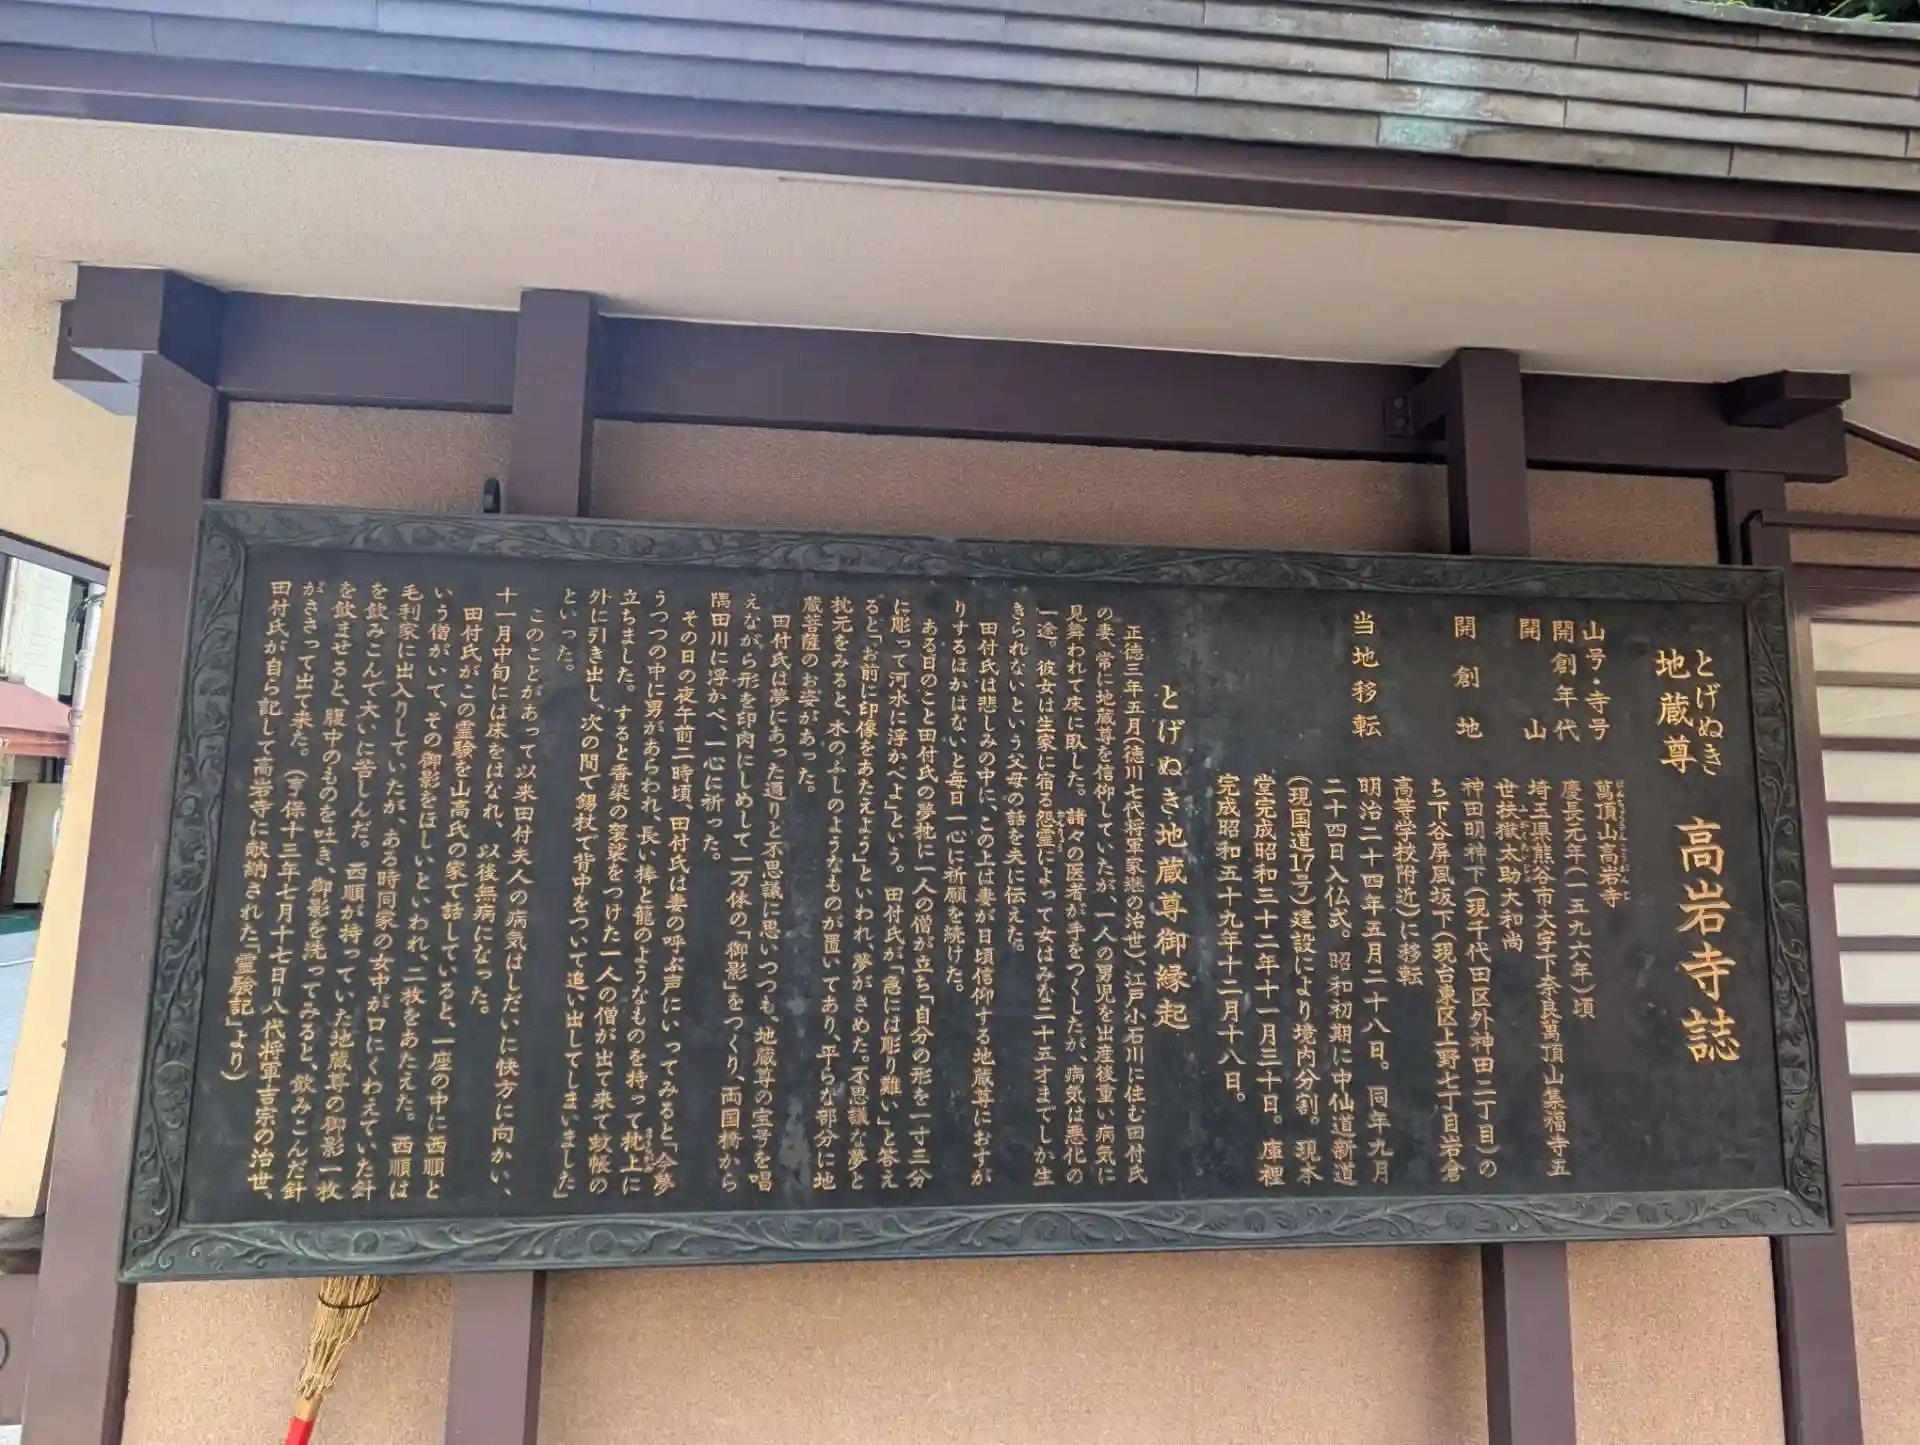 とげぬき
地蔵尊
高岩寺誌
山号・寺号 萬頂山高岩寺
開創年代 慶長元年(一五九六年)頃
開山 埼玉県熊谷市大字下奈良萬頂山集福寺五
世扶嶽太助大和尚
開創地 神田明神下(現千代田区外神田二丁目)の
ち下谷屏風坂下(現台東区上野七丁目岩倉
高等学校附近)に移転
当地移転 明治二十四年五月二十八日。同年九月
二十四日入仏式。昭和初期に中仙道新道
(現国道17号)建設により境内分割。現本
堂完成昭和三十二年十一月三十日。庫裡
完成昭和五十九年十二月十八日。
とげぬき地蔵尊御縁起
正徳三年五月(徳川七代将軍家継の治世)、江戸小石川に住む田付氏
の妻、常に地蔵尊を信仰していたが、一人の男児を出産後重い病気に
見舞われて床に臥した。諸々の医者が手をつくしたが、病気は悪化の
一途。彼女は生家に宿る怨霊によって女はみな二十五才までしか生
きられないという父母の話を夫に伝えた。
田付氏は悲しみの中に、この上は妻が日頃信仰する地蔵尊におすが
りするほかはないと毎日一心に祈願を続けた。
ある日のこと田付氏の夢枕に一人の僧が立ち「自分の形を一寸三分
に彫って河水に浮かべよ」という。田付氏が「急には彫り難い」と答え
ると「お前に印像をあたえよう」といわれ、夢がさめた。不思議な夢と
枕元をみると、木のふしのようなものが置いてあり、平らな部分に地
蔵菩薩のお姿があった。
田付氏は夢にあった通りと不思議に思いつつも、地蔵尊の宝号を唱
えながら形を印肉にしめして一万体の「御影」をつくり、両国橋から
隅田川に浮かべ、一心に祈った。
その日の夜午前二時頃、田付氏は妻の呼ぶ声にいってみると「今夢
うつつの中に男があらわれ、長い捧と籠のようなものを持って枕上に
立ちました。すると香染の袈裟をつけた一人の僧が出て来て蚊帳の
外に引き出し、次の間で錫杖で背中をついて追い出してしまいました」
といった。
このことがあって以来田付夫人の病気はしだいに快方に向かい、
十一月中旬には床をはなれ、以後無病になった。
田付氏がこの霊験を山高氏の家で話していると、一座の中に西順と
いう僧がいて、その御影をほしいといわれ、二枚をあたえた。西順は
毛利家に出入りしていたが、ある時同家の女中が口にくわえていた針
を飲みこんで大いに苦しんだ。西順が持っていた地蔵尊の御影一枚
を飲ませると、腹中のものを吐き、御影を洗ってみると、飲みこんだ針
がささって出て来た。(享保十三年七月十七日、八代将軍吉宗の治世、
田付氏が自ら記して高岩寺に献納された「霊験記」より)